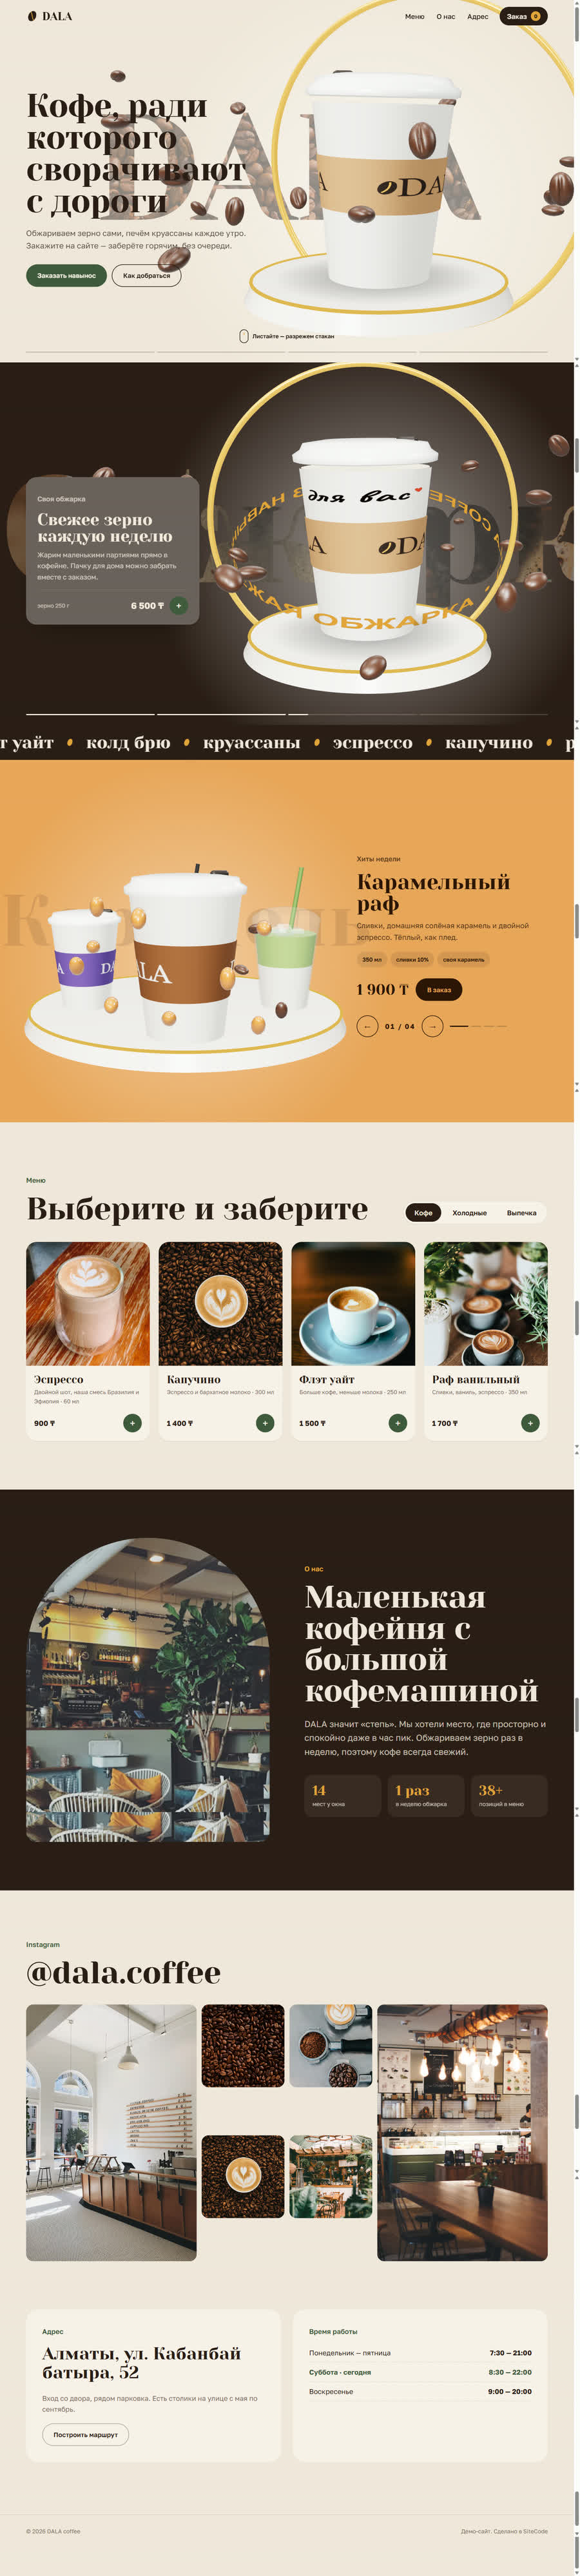 DALA
Меню
О нас
Адрес
Заказ 0
DALA
Кофе, ради
которого
сворачивают
с дороги
Обжариваем зерно сами, печём круассаны каждое утро.
Закажите на сайте — заберёте горячим, без очереди.
Заказать навынос
Как добраться
Листайте — разрежем стакан
Своя обжарка
Свежее зерно
каждую неделю
Жарим маленькими партиями прямо в
кофейне. Пачку для дома можно забрать
вместе с заказом.
зерно 250 г
6 500 ₸
+
для вас
ОБЖАРКА
т уайт
колд брю
круассаны
эспрессо
капучино
Хиты недели
Карамельный
раф
Сливки, домашняя солёная карамель и двойной
эспрессо. Тёплый, как плед.
350 мл
сливки 10%
своя карамель
1 900 ₸
В заказ
←
01 / 04
→
Меню
Выберите и заберите
Кофе
Холодные
Выпечка
Эспрессо
Двойной шот, наша смесь Бразилия и
Эфиопия · 60 мл
900 ₸
+
Капучино
Эспрессо и бархатное молоко · 300 мл
1 400 ₸
+
Флэт уайт
Больше кофе, меньше молока · 250 мл
1 500 ₸
+
Раф ванильный
Сливки, ваниль, эспрессо · 350 мл
1 700 ₸
+
О нас
Маленькая
кофейня с
большой
кофемашиной
DALA значит «степь». Мы хотели место, где просторно и
спокойно даже в час пик. Обжариваем зерно раз в
неделю, поэтому кофе всегда свежий.
14
мест у окна
1 раз
в неделю обжарка
38+
позиций в меню
Instagram
@dala.coffee
Адрес
Алматы, ул. Кабанбай
батыра, 52
Вход со двора, рядом парковка. Есть столики на улице с мая по
сентябрь.
Построить маршрут
Время работы
Понедельник — пятница
7:30 — 21:00
Суббота · сегодня
8:30 — 22:00
Воскресенье
9:00 — 20:00
© 2026 DALA coffee
Демо-сайт. Сделано в SiteCode